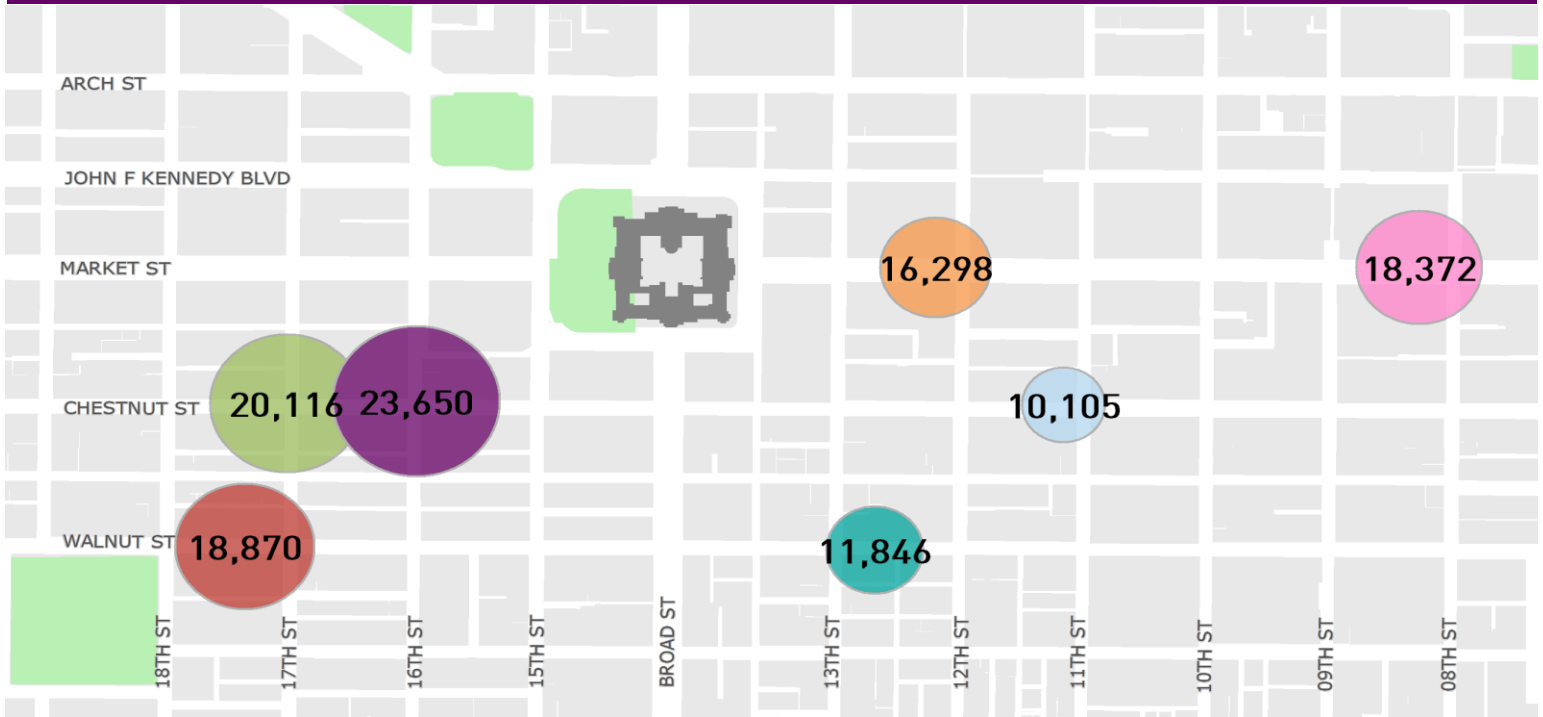 ARCH ST
JOHN F KENNEDY BLVD
MARKET ST
16,298
18,372
CHESTNUT ST
20,116
23,650
10,105
WALNUT ST
18,870
11,846
18TH ST
17TH ST
16TH ST
15TH ST
BROAD ST
13TH ST
12TH ST
11TH ST
10TH ST
09TH ST
08TH ST